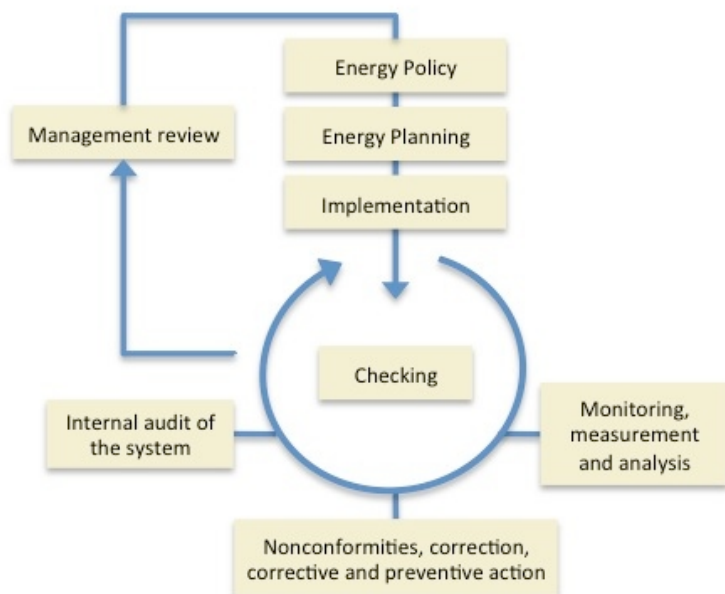 Energy Policy
Management review
Energy Planning
Implementation
Checking
Internal audit of
the system
Monitoring,
measurement
and analysis
Nonconformities, correction,
corrective and preventive action